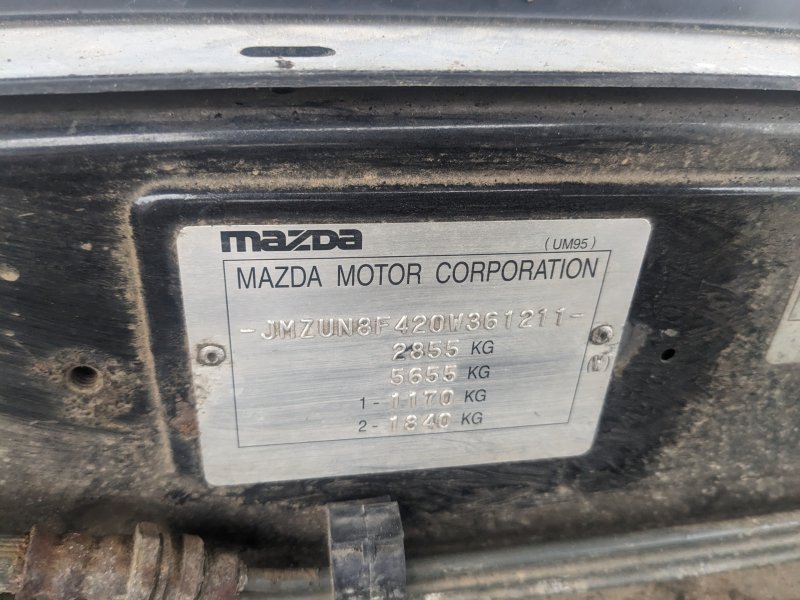 mazda
(UM95)
MAZDA MOTOR CORPORATION
-JMZUN8F420W361211-
2855 KG
5655 KG
1- 1170 KG
2- 1840 KG